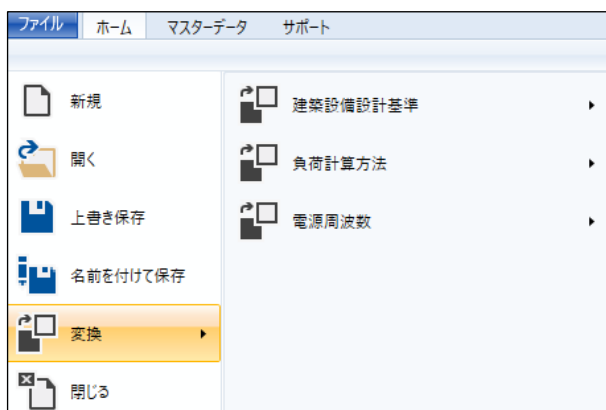 ファイル ホーム マスターデータ サポート
新規
開く
上書き保存
名前を付けて保存
変換
閉じる
建築設備設計基準
負荷計算方法
電源周波数